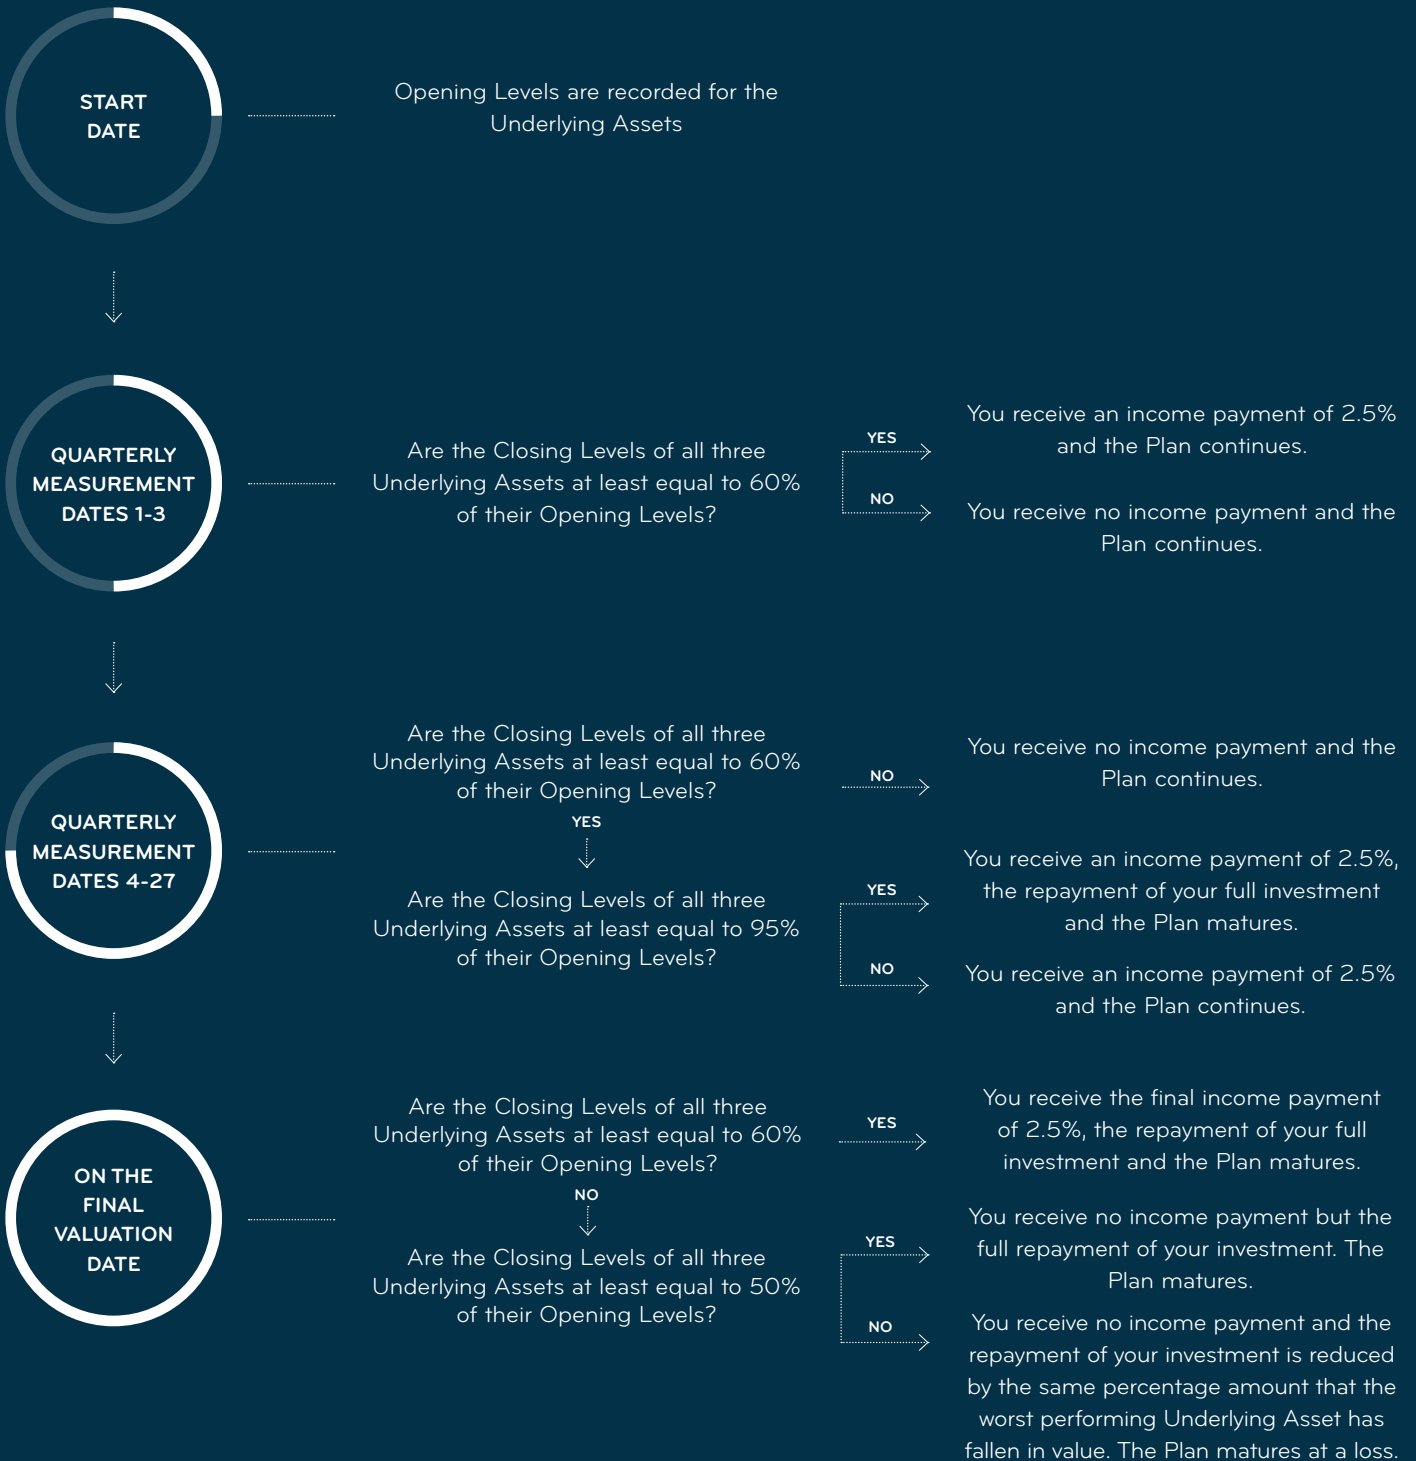 START
DATE
Opening Levels are recorded for the
Underlying Assets
QUARTERLY
MEASUREMENT
DATES 1-3
Are the Closing Levels of all three
Underlying Assets at least equal to 60%
of their Opening Levels?
YES
You receive an income payment of 2.5%
and the Plan continues.
NO
You receive no income payment and the
Plan continues.
QUARTERLY
MEASUREMENT
DATES 4-27
Are the Closing Levels of all three
Underlying Assets at least equal to 60%
of their Opening Levels?
NO
You receive no income payment and the
Plan continues.
YES
Are the Closing Levels of all three
Underlying Assets at least equal to 95%
of their Opening Levels?
YES
You receive an income payment of 2.5%,
the repayment of your full investment
and the Plan matures.
NO
You receive an income payment of 2.5%
and the Plan continues.
ON THE
FINAL
VALUATION
DATE
Are the Closing Levels of all three
Underlying Assets at least equal to 60%
of their Opening Levels?
YES
You receive the final income payment
of 2.5%, the repayment of your full
investment and the Plan matures.
NO
Are the Closing Levels of all three
Underlying Assets at least equal to 50%
of their Opening Levels?
YES
You receive no income payment but the
full repayment of your investment. The
Plan matures.
NO
You receive no income payment and the
repayment of your investment is reduced
by the same percentage amount that the
worst performing Underlying Asset has
fallen in value. The Plan matures at a loss.